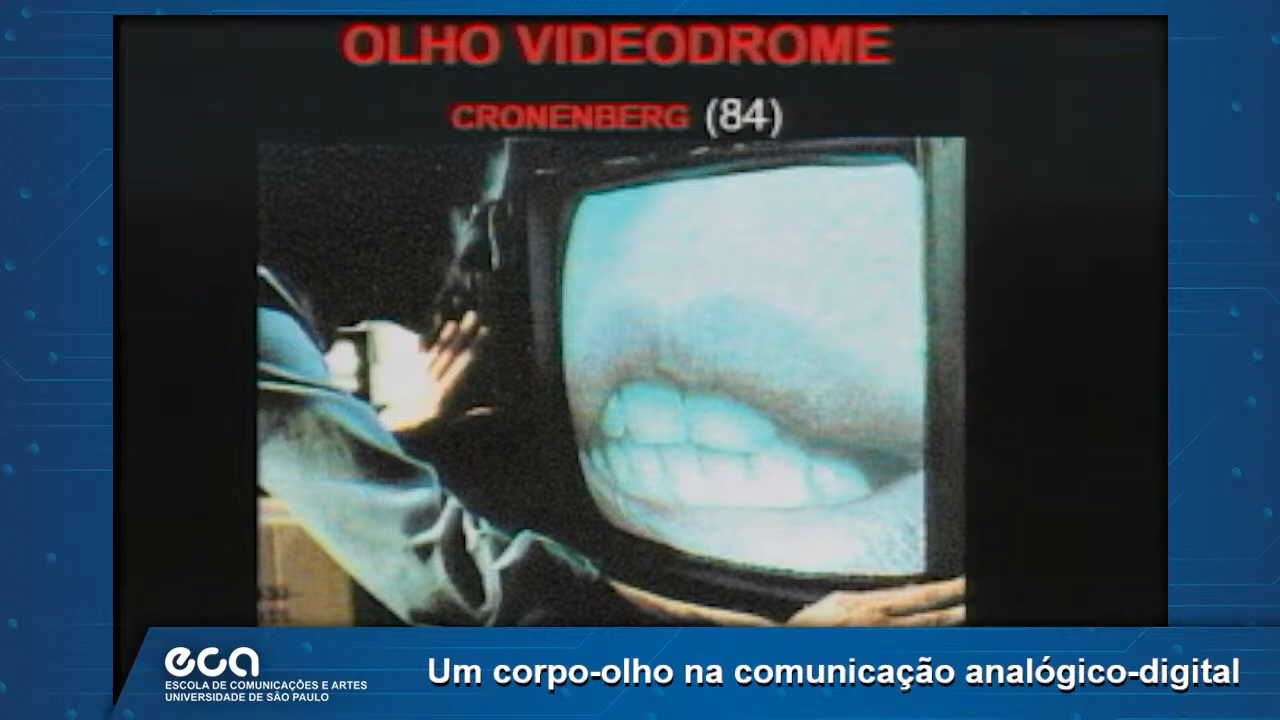 OLHO VIDEODROME
CRONENBERG (84)
eca
ESCOLA DE COMUNICAÇÕES E ARTES
UNIVERSIDADE DE SÃO PAULO
Um corpo-olho na comunicação analógico-digital